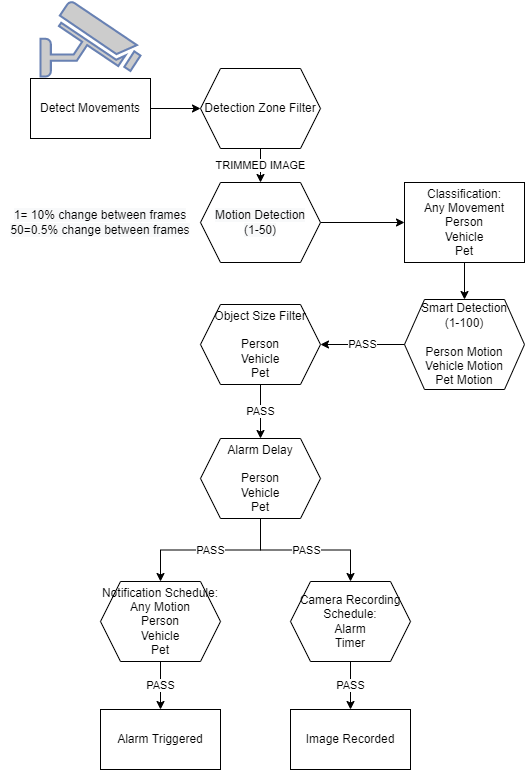 Detect Movements
Detection Zone Filter
TRIMMED IMAGE
1= 10% change between frames
50=0.5% change between frames
Motion Detection
(1-50)
Classification:
Any Movement
Person
Vehicle
Pet
Smart Detection
(1-100)
Person Motion
Vehicle Motion
Pet Motion
PASS
Object Size Filter
Person
Vehicle
Pet
PASS
Alarm Delay
Person
Vehicle
Pet
PASS
PASS
Notification Schedule:
Any Motion
Person
Vehicle
Pet
Camera Recording
Schedule:
Alarm
Timer
PASS
PASS
Alarm Triggered
Image Recorded